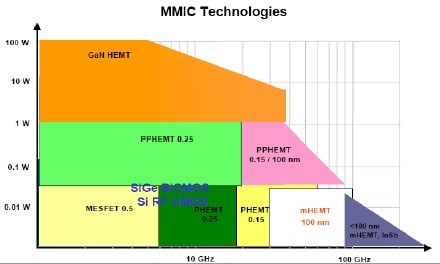 MMIC Technologies
100 W
GaN HEMT
10 W
1 W
PPHEMT 0.25
PPHEMT
0.15 / 100 nm
0.1 W
SiGe BiCMOS
Si RF CMOS
0.01 W
MESFET 0.5
PHEMT
0.25
PHEMT
0.15
mHEMT
100 nm
<100 nm
mHEMT, InSb
10 GHz
100 GHz